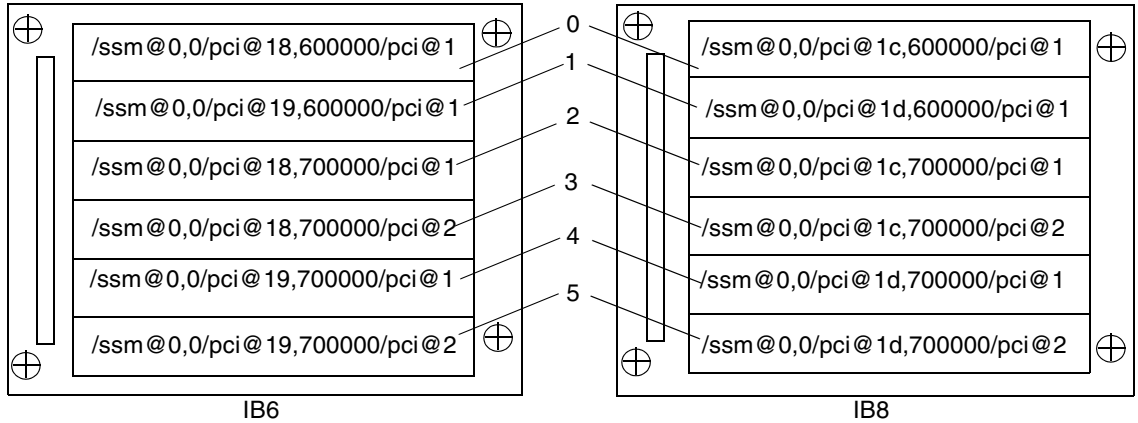 /ssm@0,0/pci@18,600000/pci@1
/ssm@0,0/pci@19,600000/pci@1
/ssm@0,0/pci@18,700000/pci@1
/ssm@0,0/pci@18,700000/pci@2
/ssm@0,0/pci@19,700000/pci@1
/ssm@0,0/pci@19,700000/pci@2
IB6
0
1
2
3
4
5
/ssm@0,0/pci@1c,600000/pci@1
/ssm@0,0/pci@1d,600000/pci@1
/ssm@0,0/pci@1c,700000/pci@1
/ssm@0,0/pci@1c,700000/pci@2
/ssm@0,0/pci@1d,700000/pci@1
/ssm@0,0/pci@1d,700000/pci@2
IB8